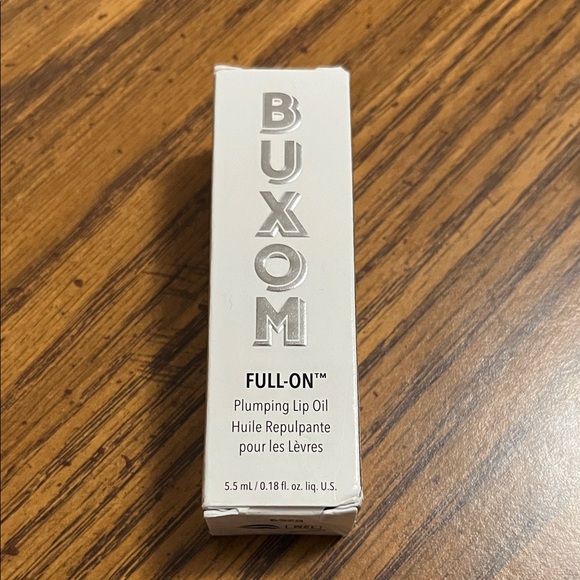 BUXOM
FULL-ON™
Plumping Lip Oil
Huile Repulpante
pour les Lèvres
5.5 mL / 0.18 fl. oz. liq. U.S.